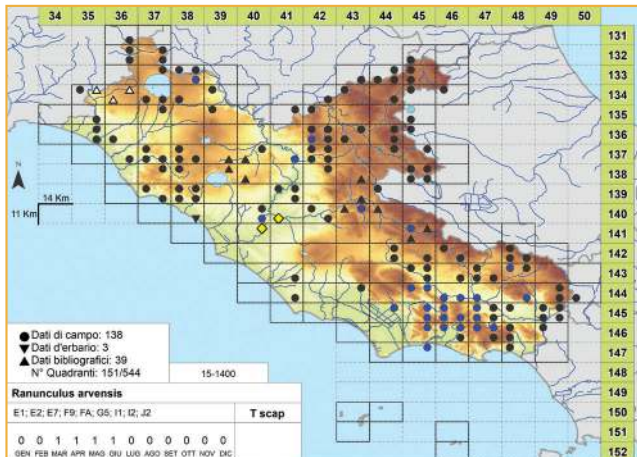 34 35 36 37 38 39 40 41 42 43 44 45 46 47 48 49 50
131
132
133
134
135
136
137
138
139
140
141
142
143
144
145
146
147
148
149
150
151
152
N
14 Km
11 Km
Dati di campo: 138
Dati d'erbario: 3
Dati bibliografici: 39
N° Quadranti: 151/544
15-1400
Ranunculus arvensis
E1; E2; E7; F9; FA; G5; I1; I2; J2
T scap
0 0 1 1 1 1 0 0 0 0 0 0
GEN FEB MAR APR MAG GIU LUG AGO SET OTT NOV DIC